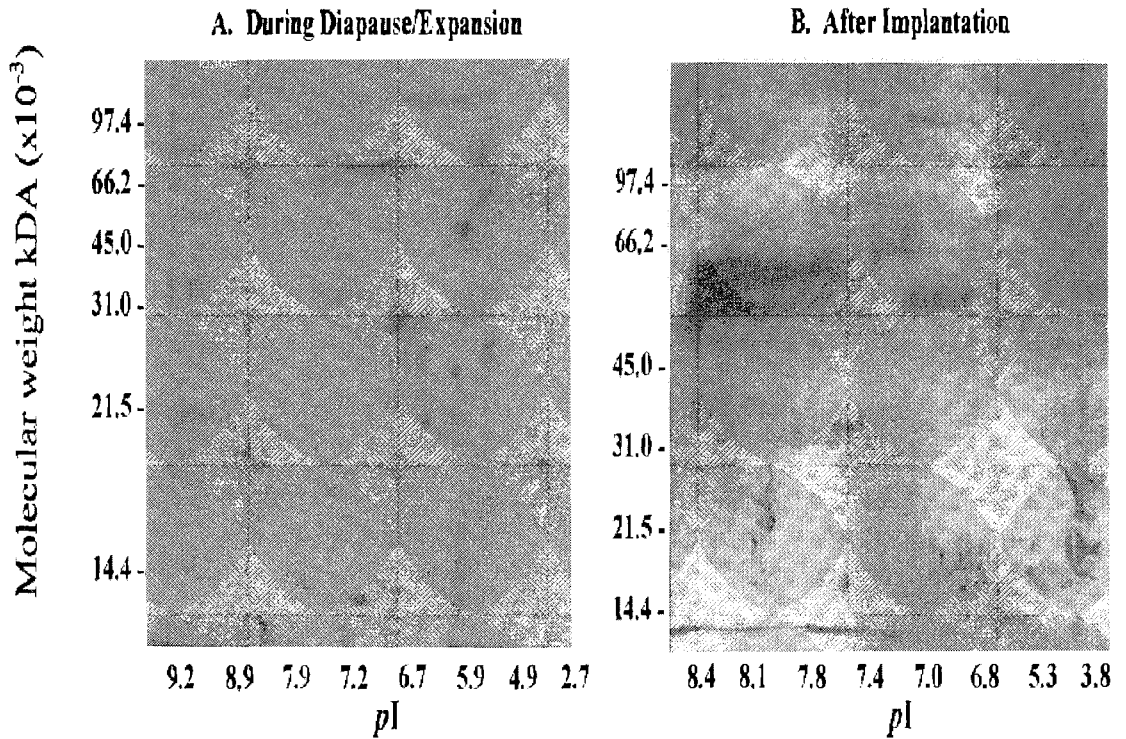 A. During Diapause/Expansion
B. After Implantation
Molecular weight kDA (x10⁻³)
97.4 -
66.2 -
45.0 -
31.0 -
21.5 -
14.4 -
9.2 8,9 7.9 7.2 6.7 5.9 4.9 2.7
pI
97.4 -
66,2 -
45,0 -
31.0 -
21.5 -
14.4 -
8.4 8.1 7.8 7.4 7.0 6.8 5.3 3.8
pI